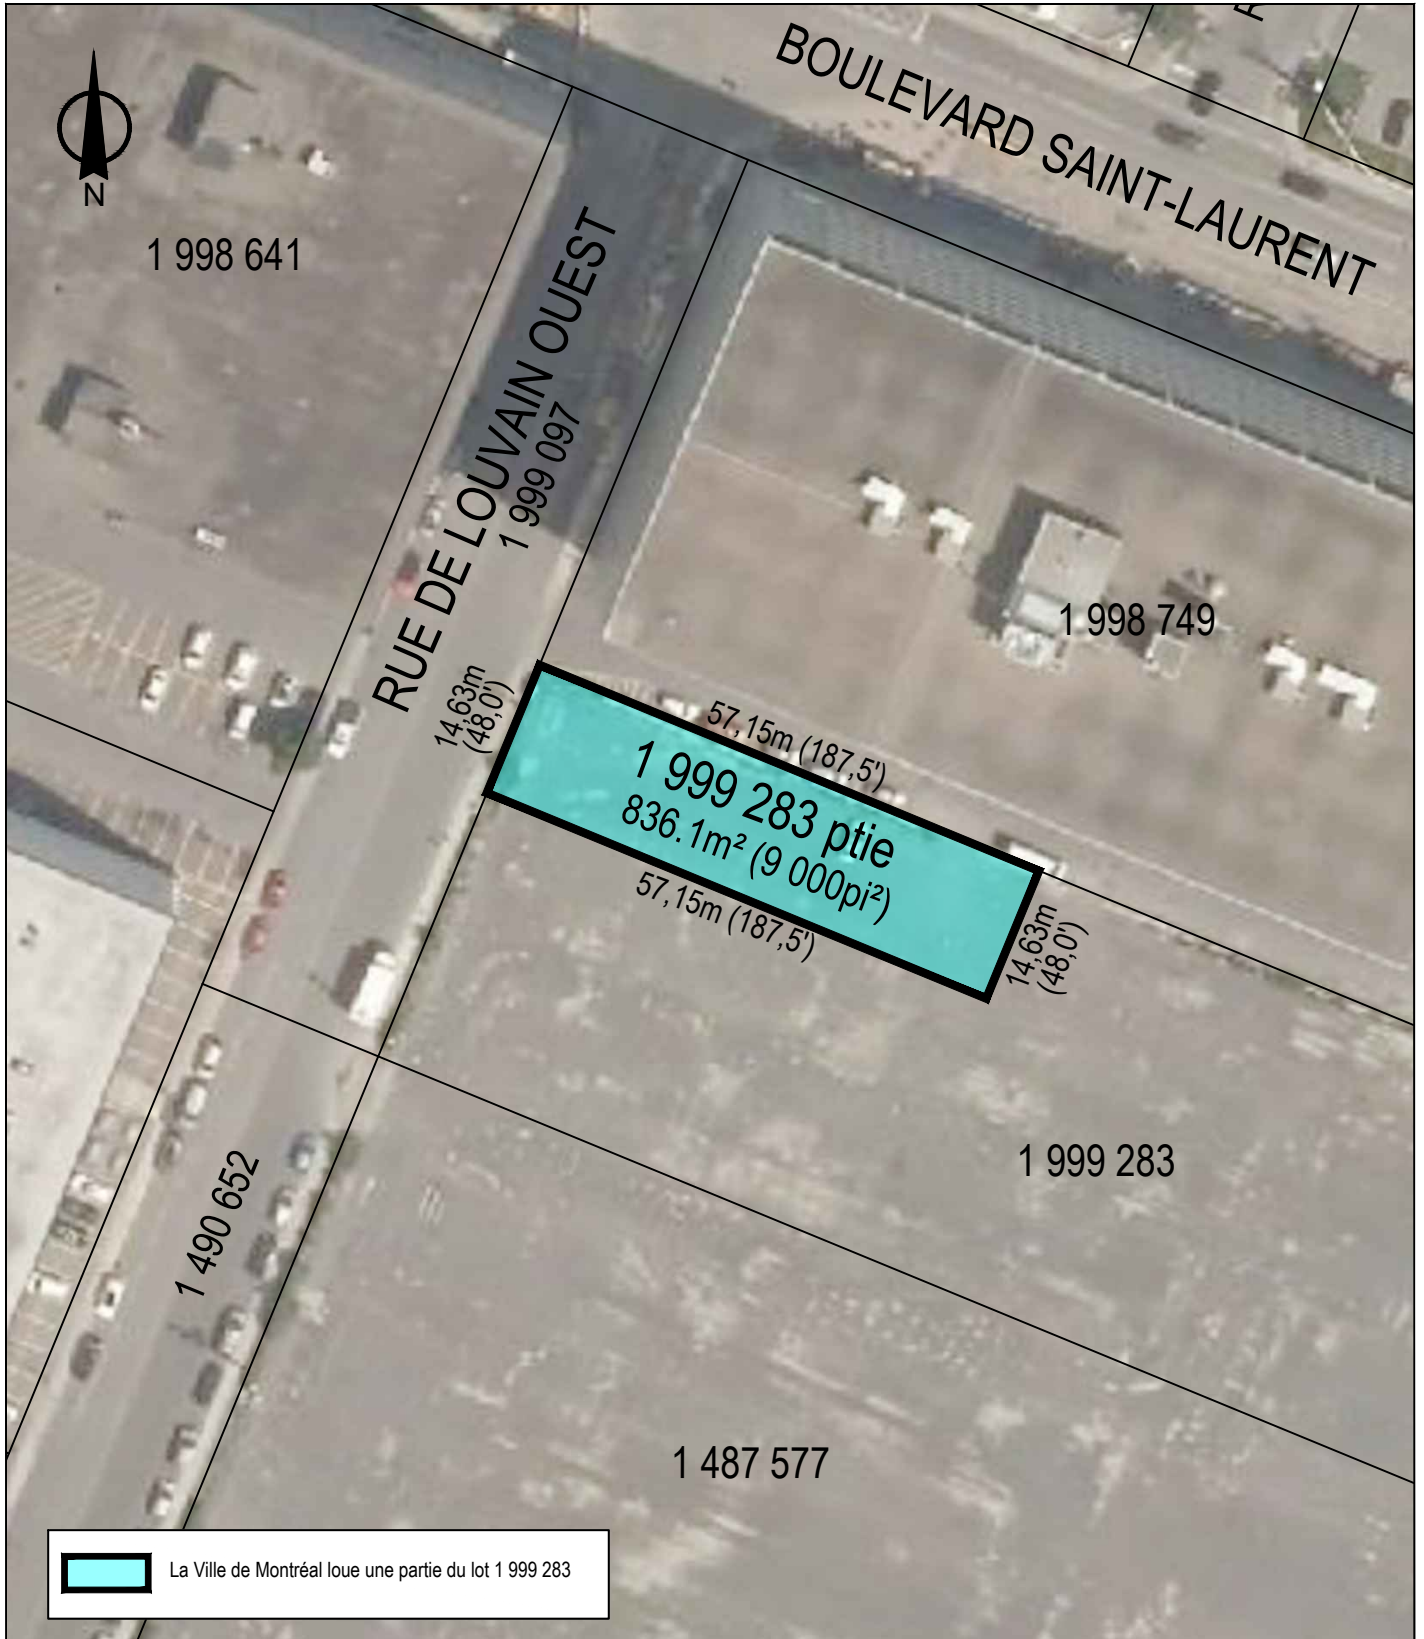 BOULEVARD SAINT-LAURENT
N
1 998 641
RUE DE LOUVAIN OUEST
1 999 097
1 998 749
14,63m
(48,0')
57,15m (187,5')
1 999 283 ptie
836.1m² (9 000pi²)
57,15m (187,5')
14,63m
(48,0')
1 999 283
1 490 652
1 487 577
La Ville de Montréal loue une partie du lot 1 999 283